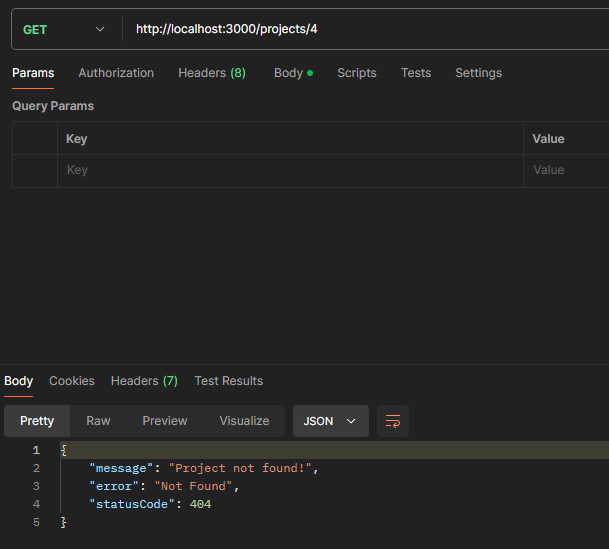 GET http://localhost:3000/projects/4
Params Authorization Headers (8) Body Scripts Tests Settings
Query Params
Key Value
Key Value
Body Cookies Headers (7) Test Results
Pretty Raw Preview Visualize JSON
1 {
2 "message": "Project not found!",
3 "error": "Not Found",
4 "statusCode": 404
5 }